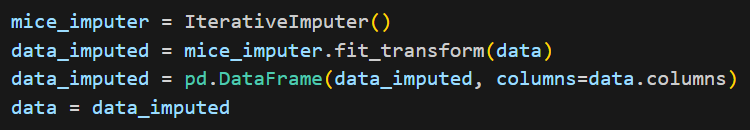 mice_imputer = IterativeImputer()
data_imputed = mice_imputer.fit_transform(data)
data_imputed = pd.DataFrame(data_imputed, columns=data.columns)
data = data_imputed